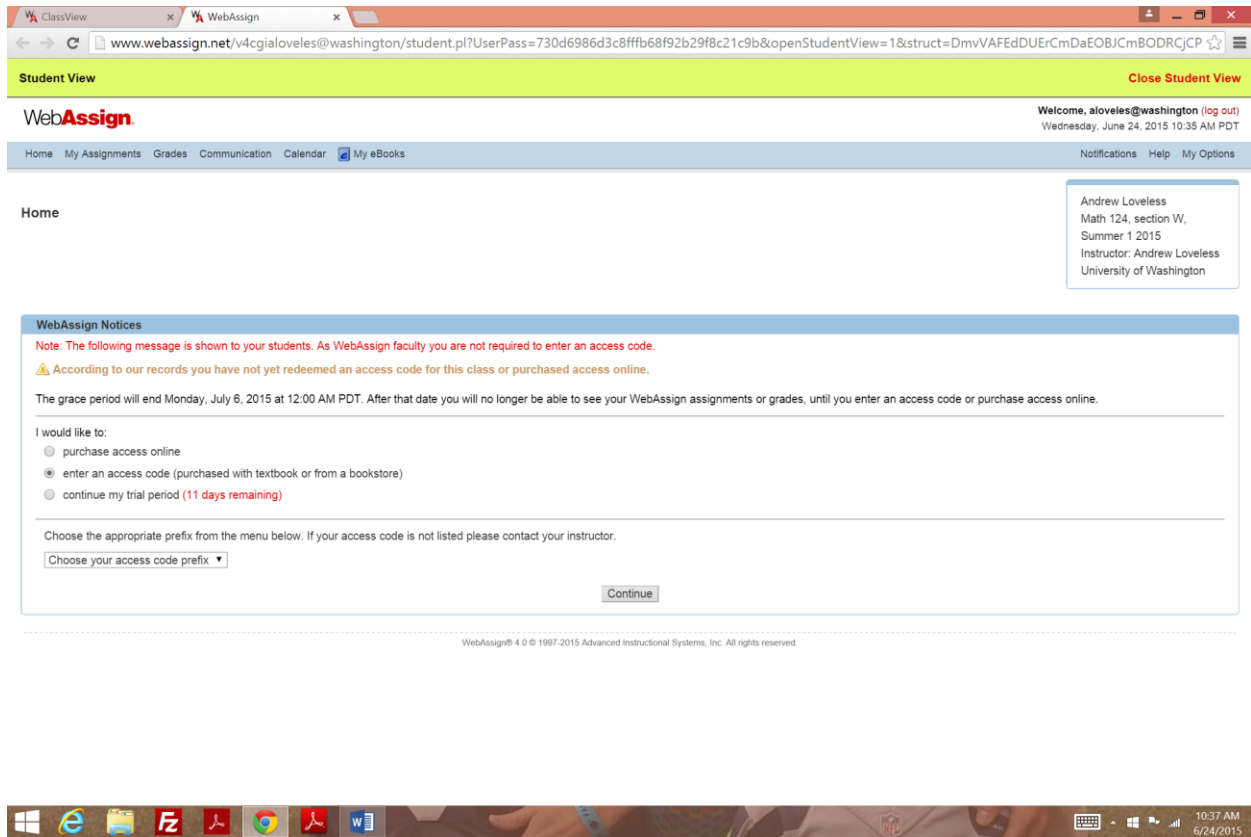 ClassView
WebAssign
www.webassign.net/v4cgialoveles@washington/student.pl?UserPass=730d6986d3c8fffb68f92b29f8c21c9b&openStudentView=1&struct=DmvVAFEdDUErCmDaEOBJCmBODRCjCP
Student View
Close Student View
WebAssign.
Welcome, aloveles@washington (log out)
Wednesday, June 24, 2015 10:35 AM PDT
Home My Assignments Grades Communication Calendar My eBooks
Notifications Help My Options
Home
Andrew Loveless
Math 124, section W,
Summer 1 2015
Instructor: Andrew Loveless
University of Washington
WebAssign Notices
Note: The following message is shown to your students. As WebAssign faculty you are not required to enter an access code.
According to our records you have not yet redeemed an access code for this class or purchased access online.
The grace period will end Monday, July 6, 2015 at 12:00 AM PDT. After that date you will no longer be able to see your WebAssign assignments or grades, until you enter an access code or purchase access online.
I would like to:
purchase access online
enter an access code (purchased with textbook or from a bookstore)
continue my trial period (11 days remaining)
Choose the appropriate prefix from the menu below. If your access code is not listed please contact your instructor.
Choose your access code prefix
Continue
WebAssign® 4.0 © 1997-2015 Advanced Instructional Systems, Inc. All rights reserved.
10:37 AM
6/24/2015